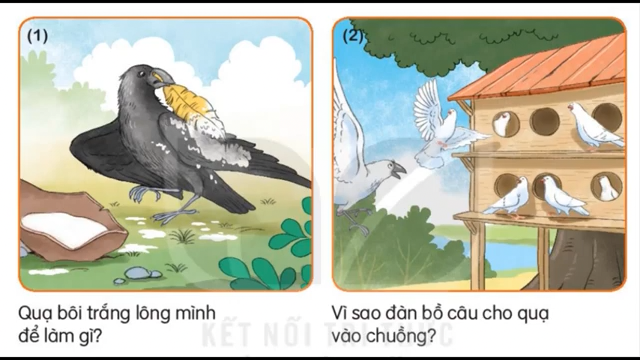 (1)
(2)
Quạ bôi trắng lông mình
để làm gì?
Vì sao đàn bồ câu cho quạ
vào chuồng?
KẾT NỐI TRI THỨC